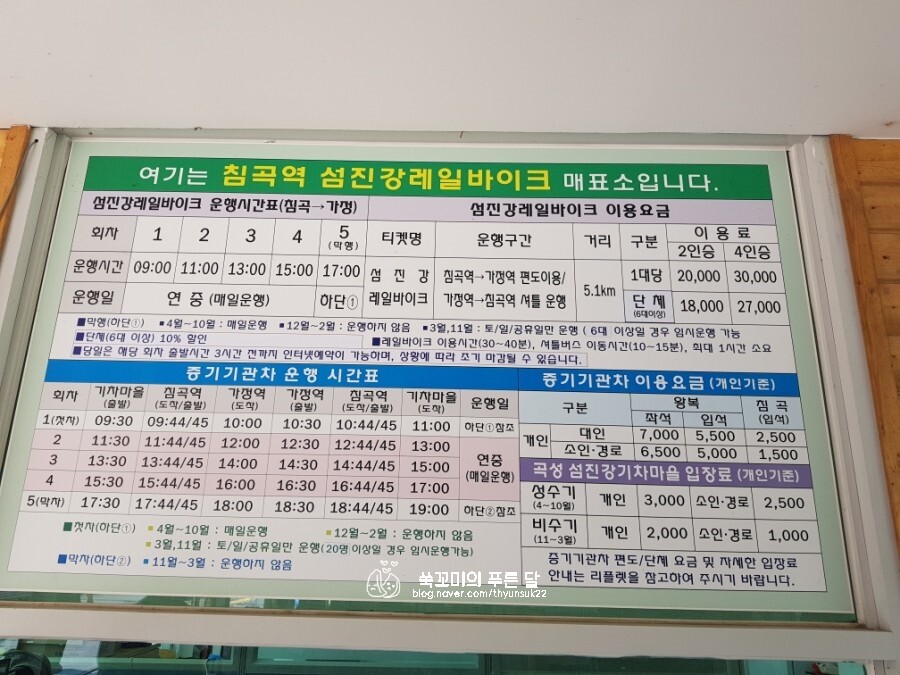 여기는 침곡역 섬진강레일바이크 매표소입니다.
섬진강레일바이크 운행시간표(침곡→가정)
회차 1 2 3 4 5 (막행)
운행시간 09:00 11:00 13:00 15:00 17:00
운행일 연 중 (매일운행) 하단①
섬진강레일바이크 이용요금
티켓명 운행구간 거리 구분 이 용 료
2인승 4인승
섬 진 강 레일바이크 침곡역→가정역 편도이용/ 5.1km 1대당 20,000 30,000
가정역→침곡역 셔틀 운행 단 체 (6대이상) 18,000 27,000
■막행(하단①) ■4월~10월 : 매일운행 ■12월~2월 : 운행하지 않음 ■3월,11월 : 토/일/공휴일만 운행 ( 6대 이상일 경우 임시운행 가능
■단체(6대 이상) 10% 할인 ■레일바이크 이용시간(30~40분), 셔틀버스 이동시간(10~15분), 최대 1시간 소요
■당일은 해당 회차 출발시간 3시간 전까지 인터넷예약이 가능하며, 상황에 따라 조기 마감될 수 있습니다.
증기기관차 운행 시간표
회차 기차마을 (출발) 침곡역 (도착/출발) 가정역 (도착) 가정역 (출발) 침곡역 (도착/출발) 기차마을 (도착) 운행일
1(첫차) 09:30 09:44/45 10:00 10:30 10:44/45 11:00 하단①참조
2 11:30 11:44/45 12:00 12:30 12:44/45 13:00 연중 (매일운행)
3 13:30 13:44/45 14:00 14:30 14:44/45 15:00
4 15:30 15:44/45 16:00 16:30 16:44/45 17:00
5(막차) 17:30 17:44/45 18:00 18:30 18:44/45 19:00 하단②참조
■첫차(하단①) ■4월~10월 : 매일운행 ■12월~2월 : 운행하지 않음
■3월,11월 : 토/일/공휴일만 운행(20명 이상일 경우 임시운행가능)
■막차(하단②) ■11월~3월 : 운행하지 않음
증기기관차 이용요금 (개인기준)
구분 왕복 침 곡 (입석)
좌석 입석
개인 대인 7,000 5,500 2,500
소인·경로 6,500 5,000 1,500
곡성 섬진강기차마을 입장료 (개인기준)
성수기 (4~10월) 개인 3,000 소인·경로 2,500
비수기 (11~3월) 개인 2,000 소인·경로 1,000
증기기관차 편도/단체 요금 및 자세한 입장료
안내는 리플렛을 참고하여 주시기 바랍니다.
쑥꼬미의 푸른 달
blog.naver.com/thyunsuk22